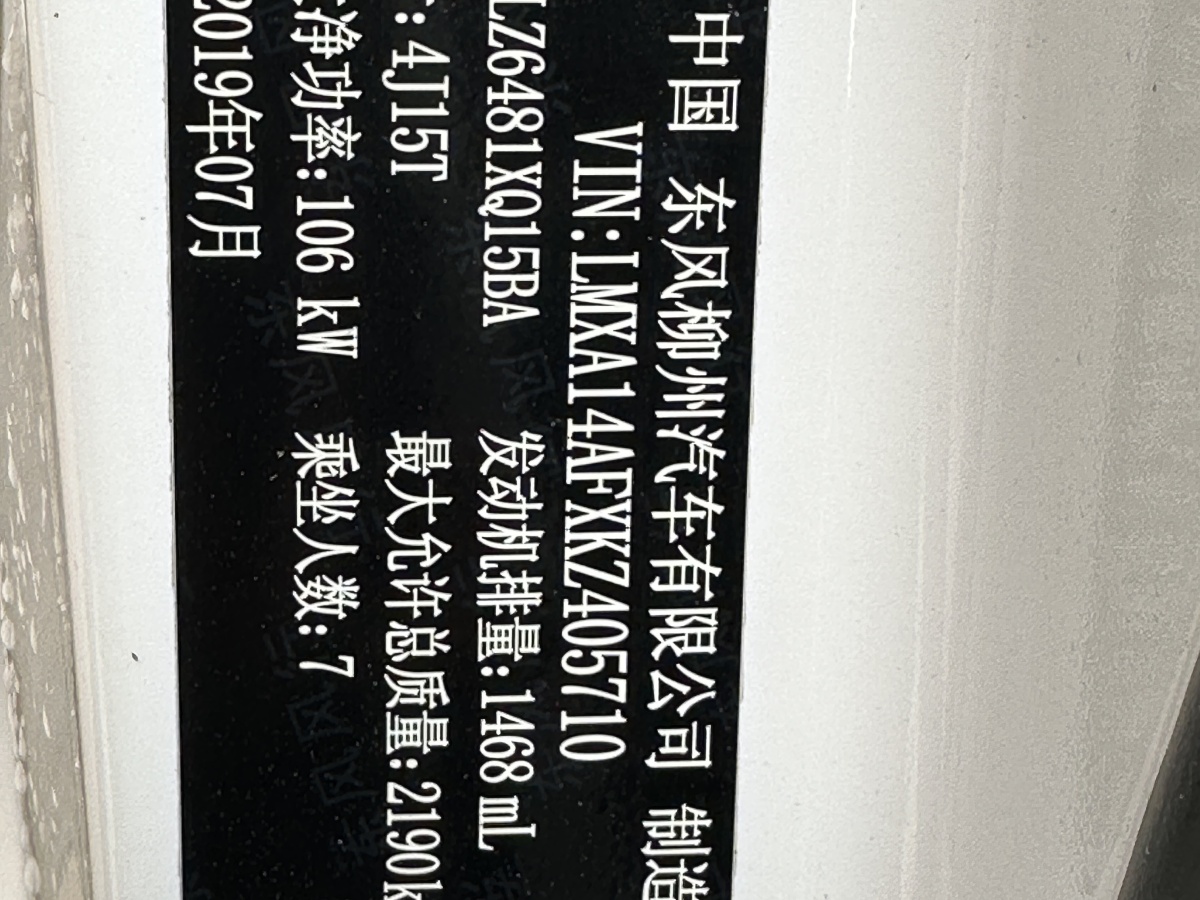 中国 东风柳州汽车有限公司 制造
VIN:LMXA14AFXKZ405710
LZ6481XQ15BA 发动机排量:1468 mL
:4J15T 最大允许总质量:2190k
净功率:106 kW 乘坐人数:7
2019年07月